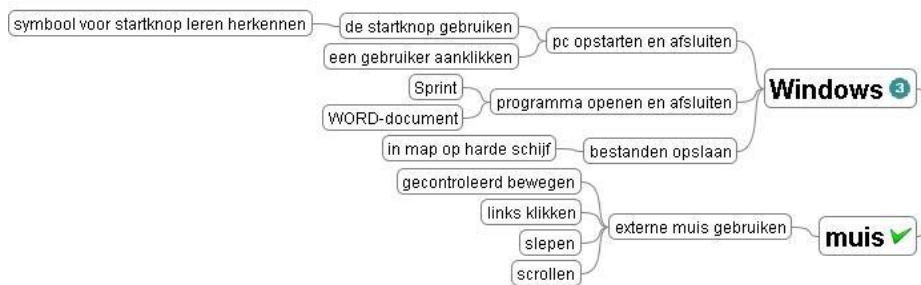 symbool voor startknop leren herkennen
de startknop gebruiken
een gebruiker aanklikken
pc opstarten en afsluiten
Sprint
WORD-document
programma openen en afsluiten
Windows 3
in map op harde schijf
bestanden opslaan
gecontroleerd bewegen
links klikken
slepen
scrollen
externe muis gebruiken
muis